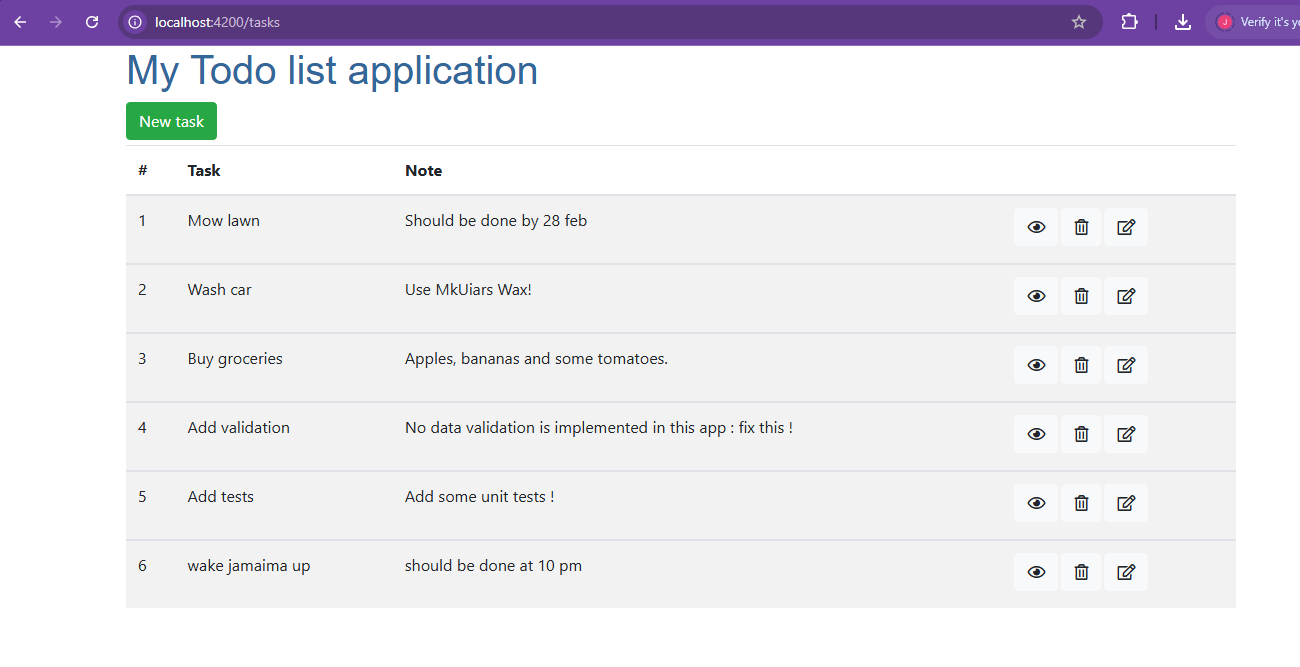 localhost:4200/tasks
Verify it's yo
My Todo list application
New task
# Task Note
1 Mow lawn Should be done by 28 feb
2 Wash car Use MkUiars Wax!
3 Buy groceries Apples, bananas and some tomatoes.
4 Add validation No data validation is implemented in this app : fix this !
5 Add tests Add some unit tests !
6 wake jamaima up should be done at 10 pm